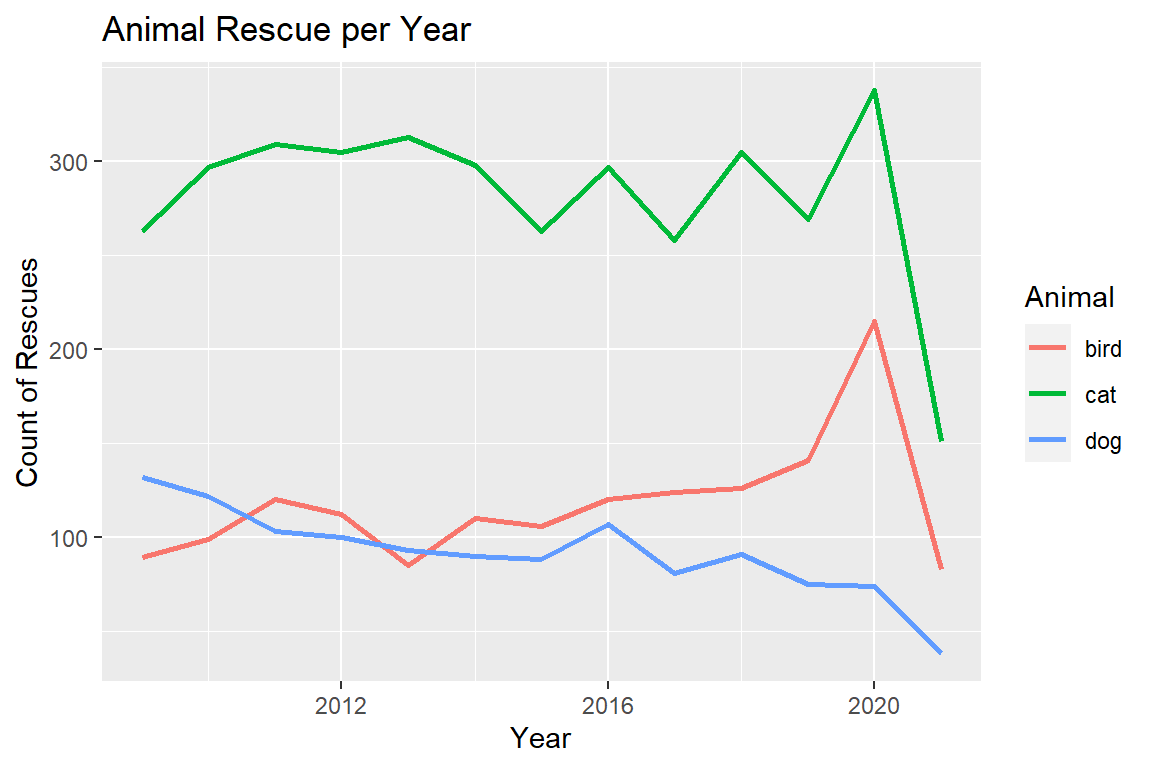 Animal Rescue per Year
300
200
100
Count of Rescues
2012 2016 2020
Year
Animal
bird
cat
dog